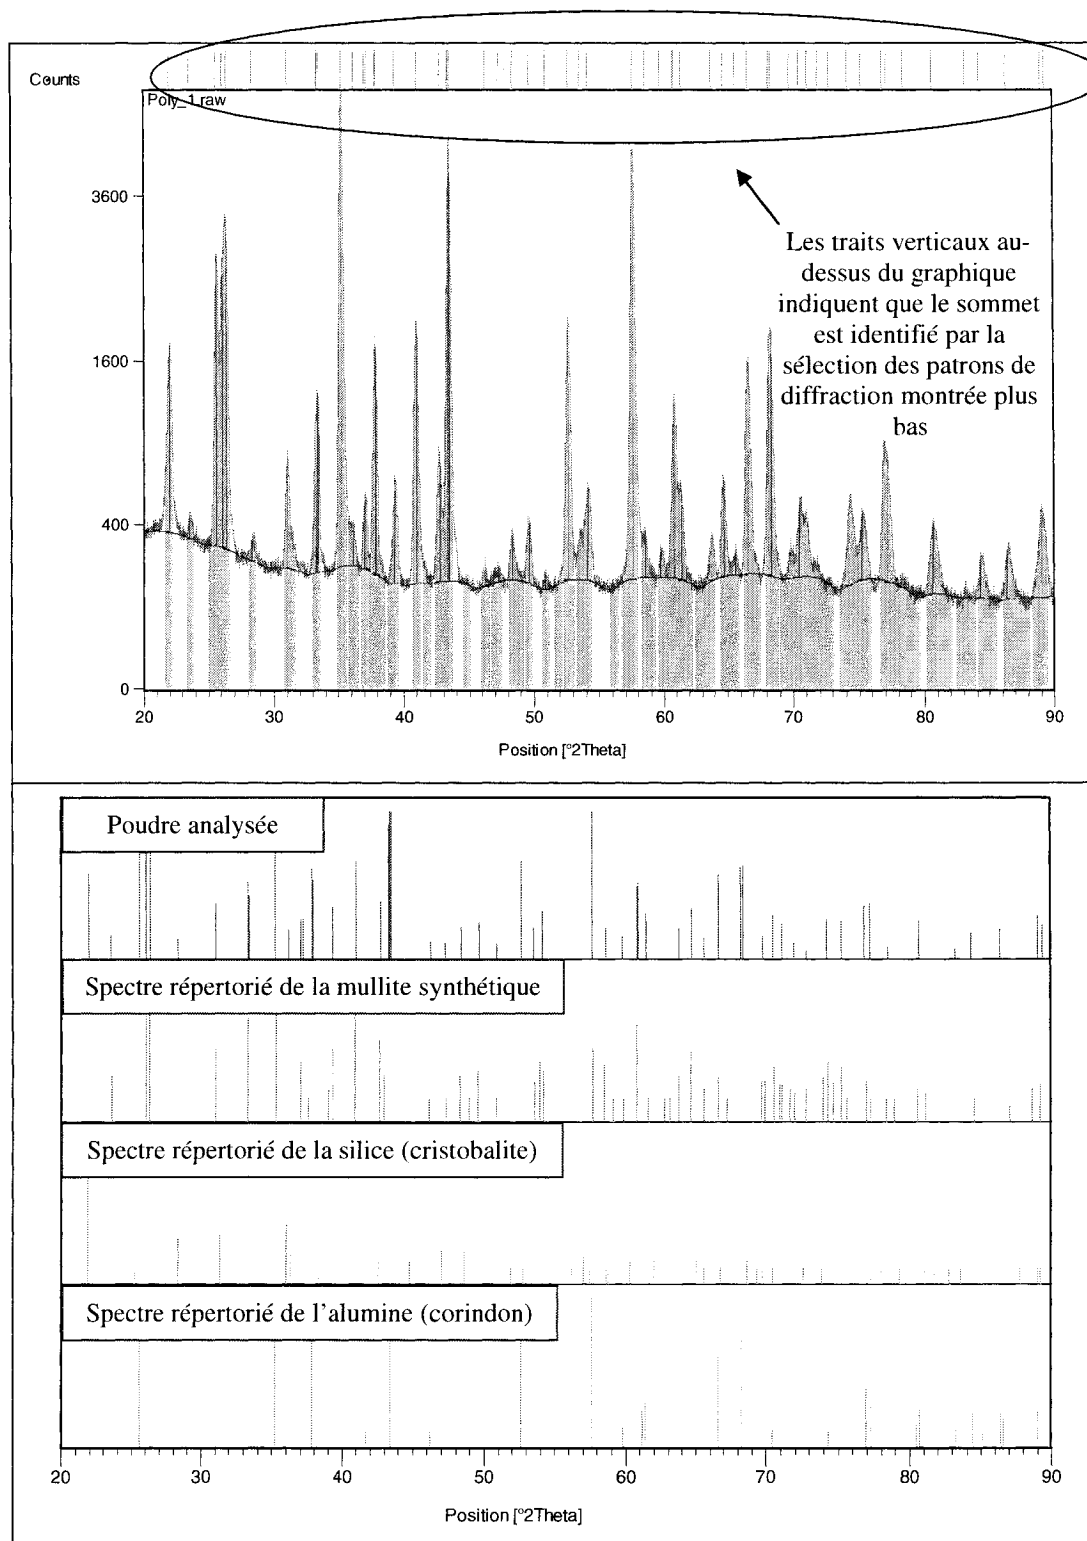 Counts
Poly_1.raw
3600
1600
400
0
Les traits verticaux au-
dessus du graphique
indiquent que le sommet
est identifié par la
sélection des patrons de
diffraction montrée plus
bas
20 30 40 50 60 70 80 90
Position [°2Theta]
Poudre analysée
Spectre répertorié de la mullite synthétique
Spectre répertorié de la silice (cristobalite)
Spectre répertorié de l'alumine (corindon)
20 30 40 50 60 70 80 90
Position [°2Theta]